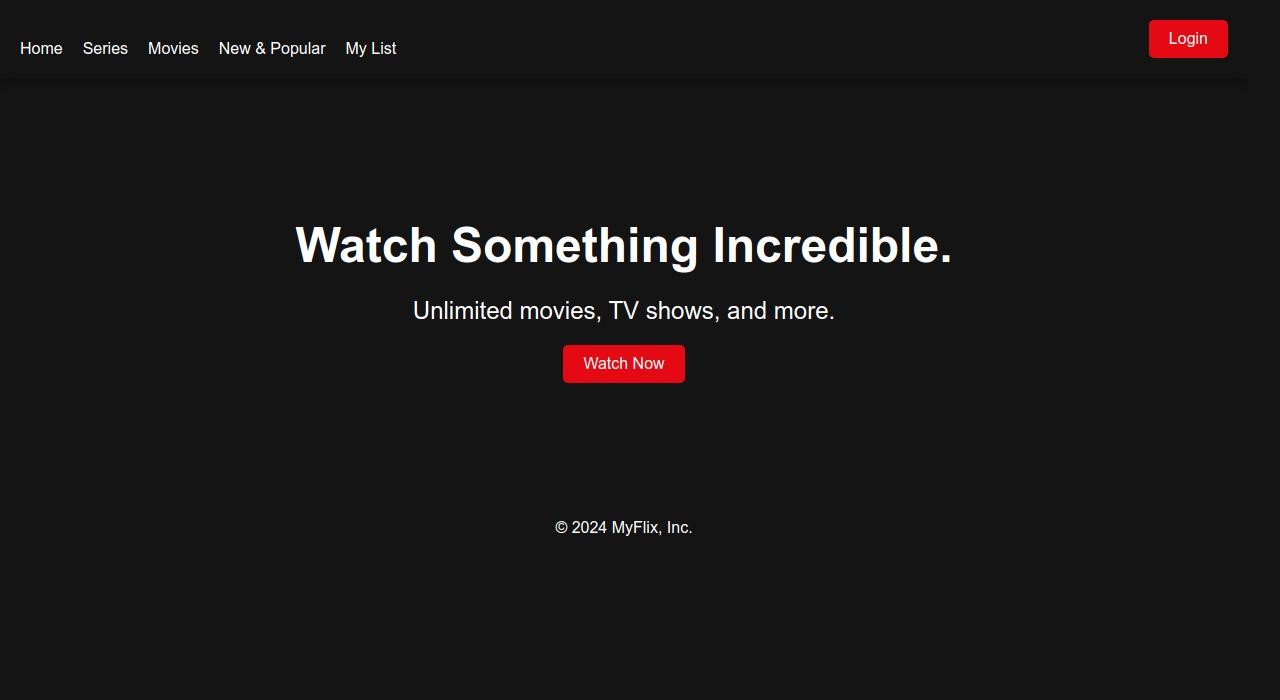 Home Series Movies New & Popular My List Login
Watch Something Incredible.
Unlimited movies, TV shows, and more.
Watch Now
© 2024 MyFlix, Inc.